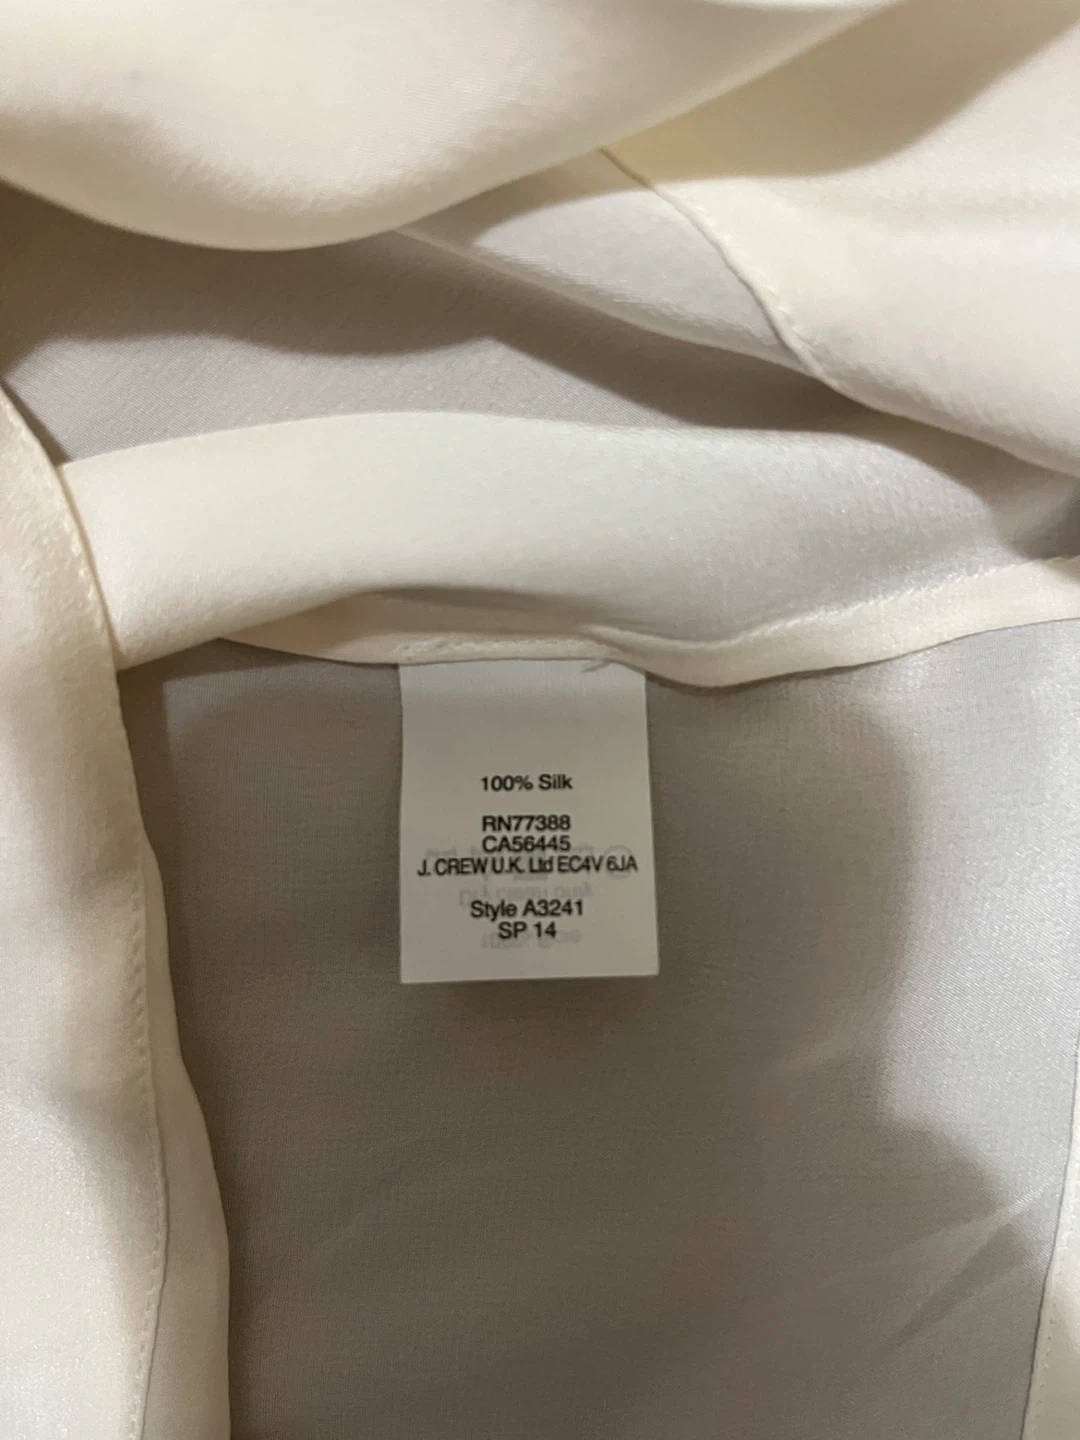 100% Silk
RN77388
CA56445
J. CREW U.K. Ltd EC4V 6JA
Style A3241
SP 14